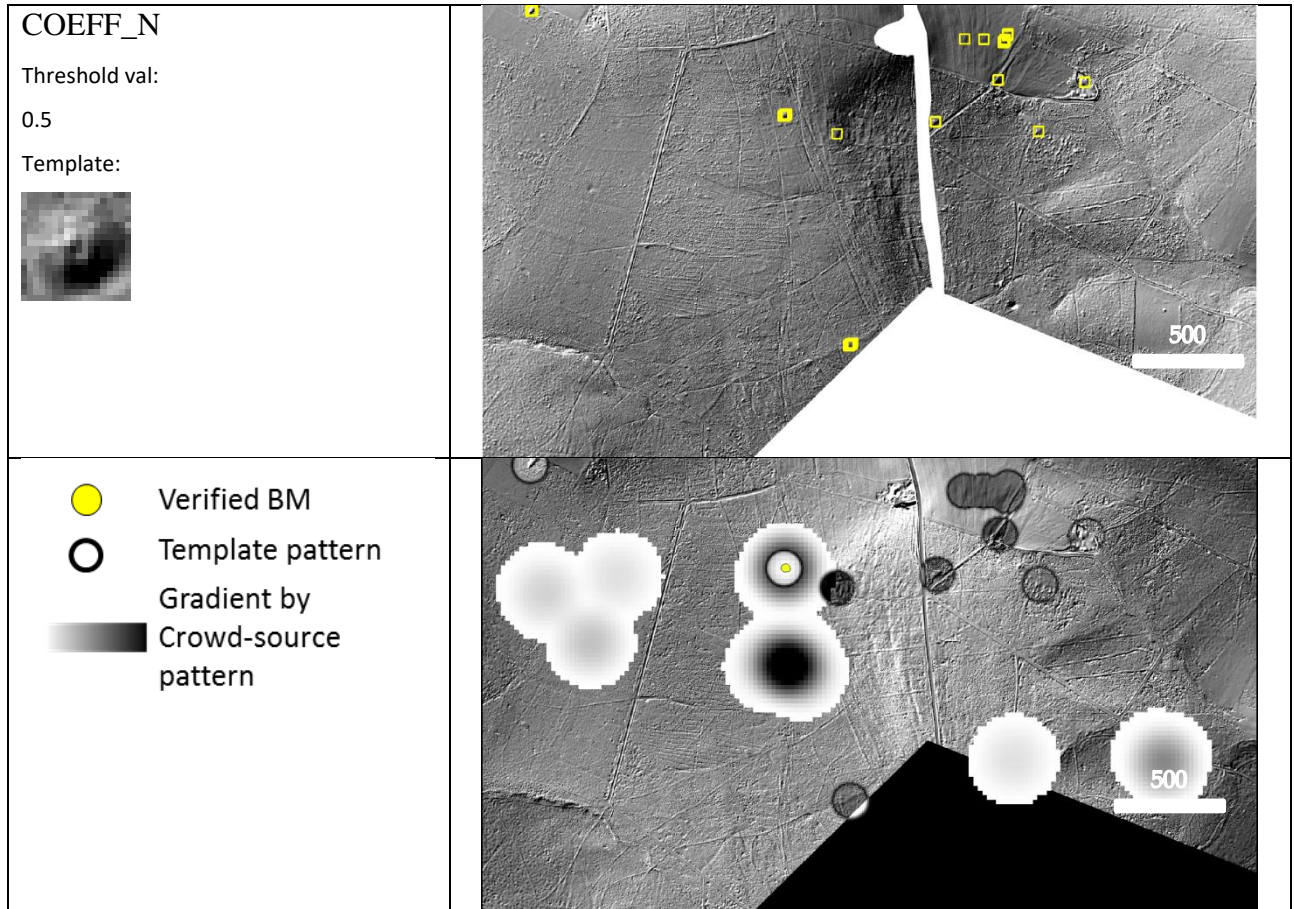 COEFF_N
Threshold val:
0.5
Template:
500
Verified BM
Template pattern
Gradient by
Crowd-source
pattern
500